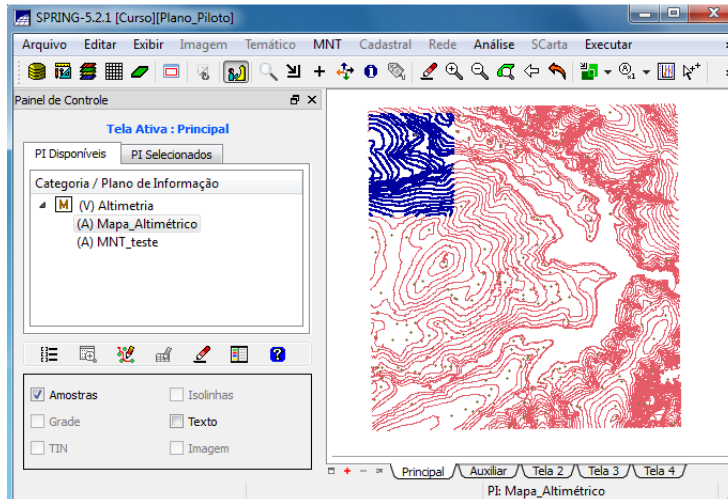 SPRING-5.2.1 [Curso][Plano_Piloto]
Arquivo Editar Exibir Imagem Temático MNT Cadastral Rede Análise SCarta Executar
Painel de Controle
Tela Ativa : Principal
PI Disponíveis PI Selecionados
Categoria / Plano de Informação
M (V) Altimetria
(A) Mapa_Altimétrico
(A) MNT_teste
Amostras Isolinhas
Grade Texto
TIN Imagem
Principal Auxiliar Tela 2 Tela 3 Tela 4
PI: Mapa_Altimétrico